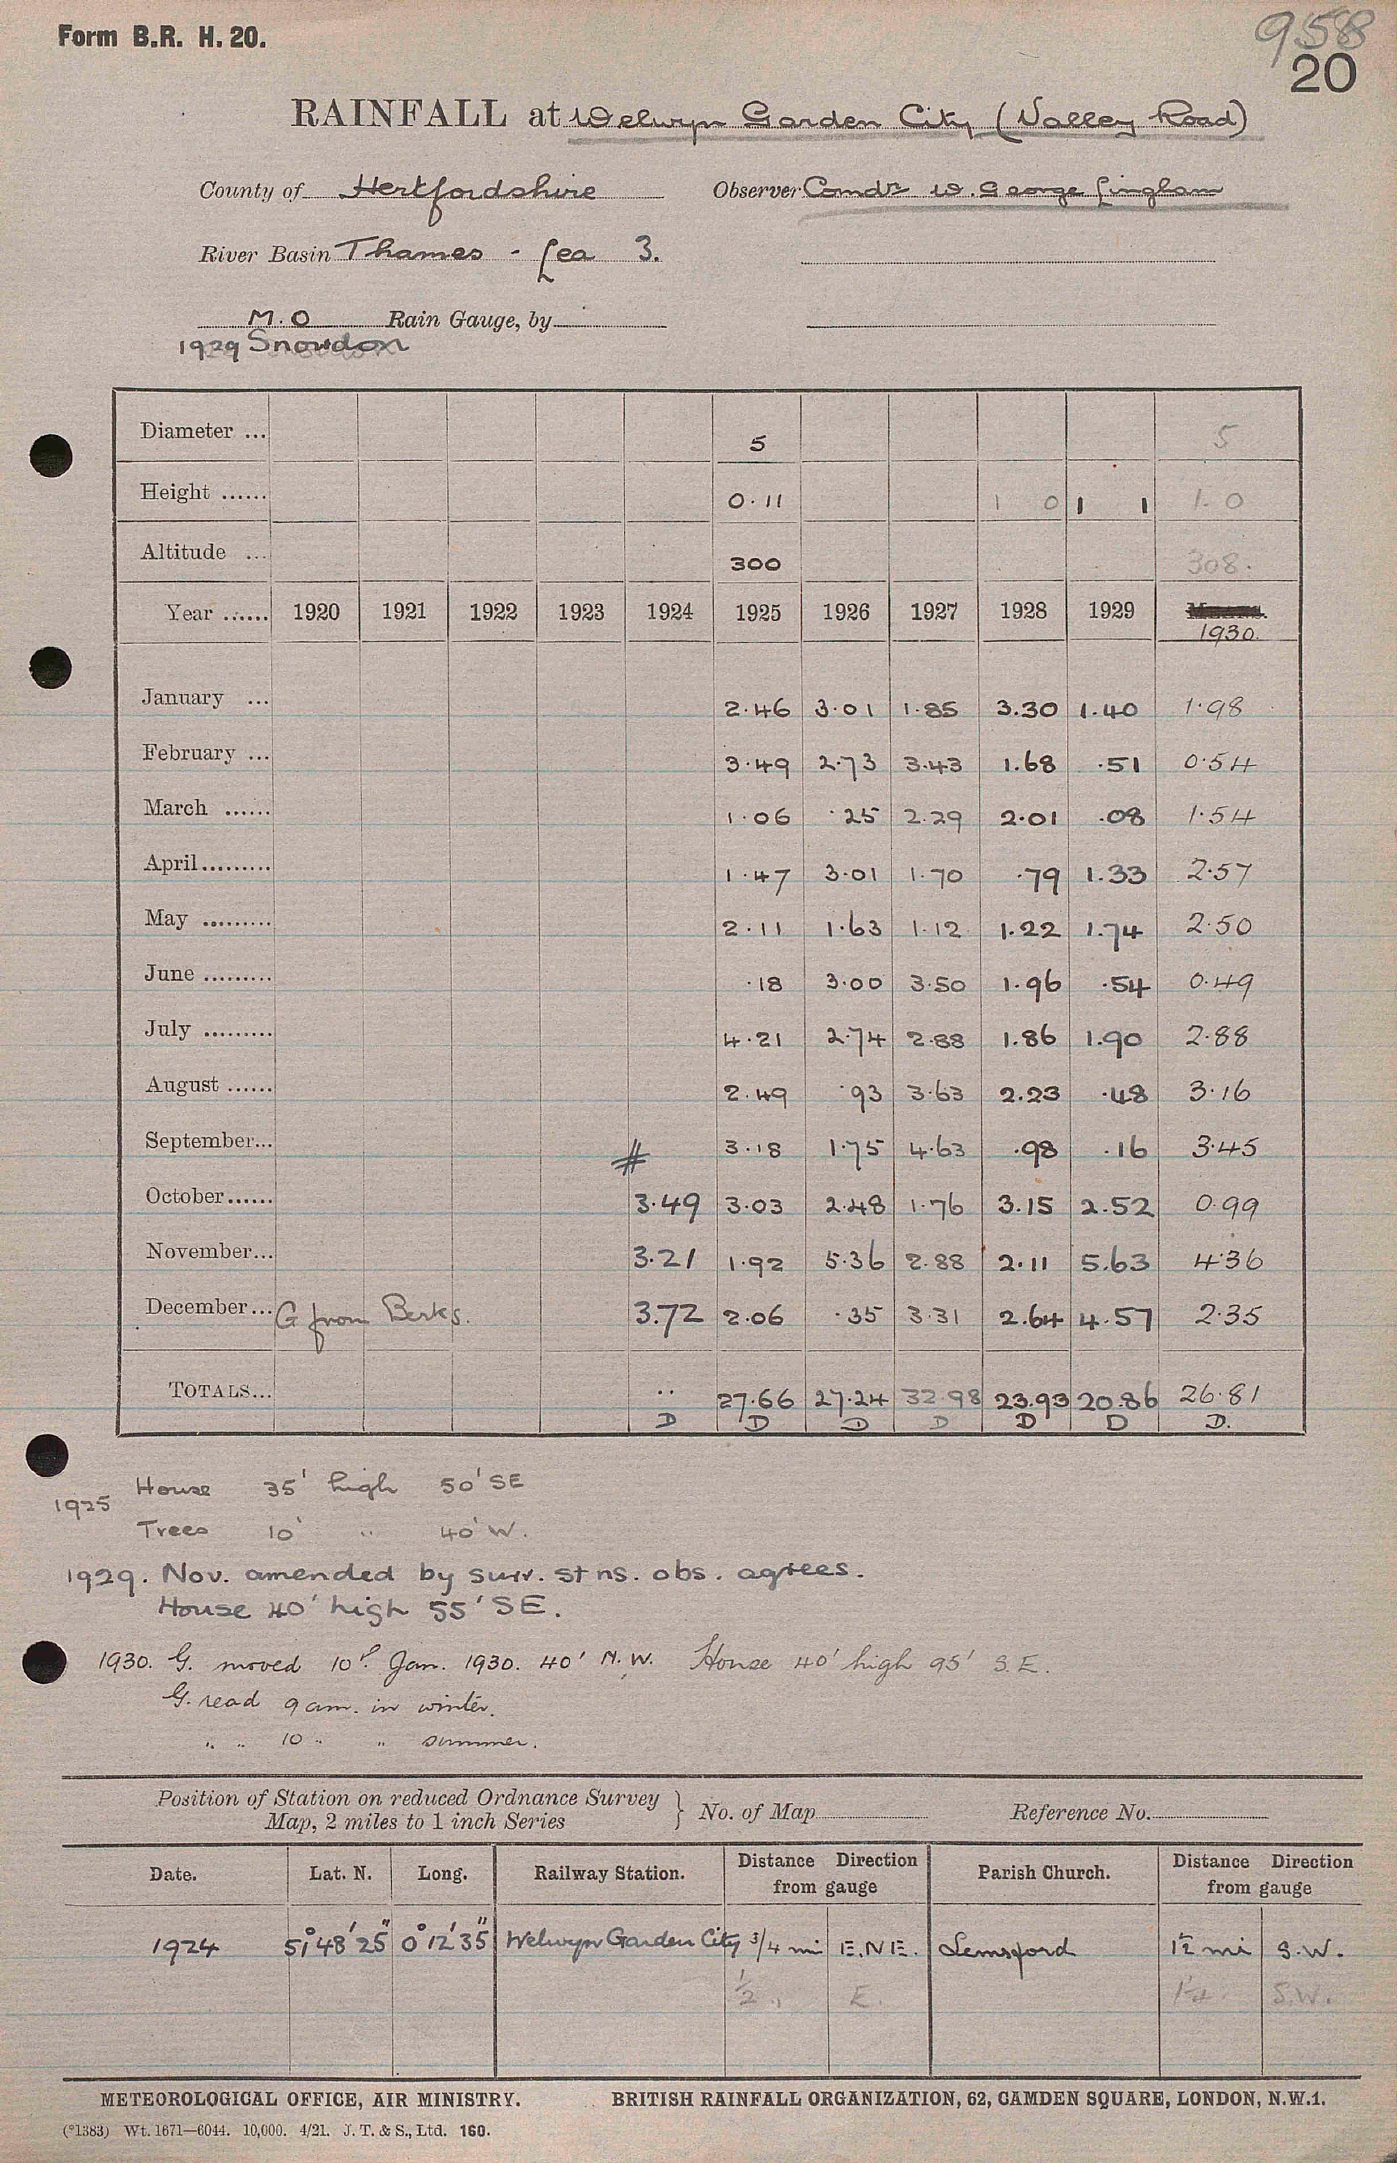 Form B.R. H. 20.
958
20
RAINFALL at Welwyn Garden City (Valley Road)
County of Hertfordshire Observer Comdr W. George Lingham
River Basin Thames - Lea 3.
M.O Rain Gauge, by
1929 Snowdon
Diameter ... 5 5
Height ...... 0.11 1 0 1 1 1.0
Altitude ... 300 308.
Year ...... 1920 1921 1922 1923 1924 1925 1926 1927 1928 1929 1930.
January ... 2.46 3.01 1.85 3.30 1.40 1.98
February ... 3.49 2.73 3.43 1.68 .51 0.54
March ...... 1.06 .25 2.29 2.01 .08 1.54
April ......... 1.47 3.01 1.70 .79 1.33 2.57
May ......... 2.11 1.63 1.12 1.22 1.74 2.50
June ......... .18 3.00 3.50 1.96 .54 0.49
July ......... 4.21 2.74 2.88 1.86 1.90 2.88
August ...... 2.49 .93 3.63 2.23 .48 3.16
September... # 3.18 1.75 4.63 .98 .16 3.45
October ...... 3.49 3.03 2.48 1.76 3.15 2.52 0.99
November... 3.21 1.92 5.36 2.88 2.11 5.63 4.36
December... G from Berks. 3.72 2.06 .35 3.31 2.64 4.57 2.35
TOTALS... .. 27.66 27.24 32.98 23.93 20.86 26.81
D D D D D D D.
1925 House 35' high 50' SE
Trees 10' " 40' W.
1929. Nov. amended by surr. stns. obs. agrees.
House 40' high 55' SE.
1930. G. moved 10th Jan. 1930. 40' N.W. House 40' high 95' S.E.
G. read 9 am. in winter.
" " 10 " " summer.
Position of Station on reduced Ordnance Survey
Map, 2 miles to 1 inch Series } No. of Map Reference No.
Date. Lat. N. Long. Railway Station. Distance Direction from gauge Parish Church. Distance Direction from gauge
1924 51° 48' 25" 0° 12' 35" Welwyn Garden City 3/4 mi E.N.E. Lemsford 1½ mi S.W.
½ " E. 1¼ . S.W.
METEOROLOGICAL OFFICE, AIR MINISTRY. BRITISH RAINFALL ORGANIZATION, 62, CAMDEN SQUARE, LONDON, N.W.1.
(*1383) Wt. 1671—6044. 10,000. 4/21. J. T. & S., Ltd. 160.